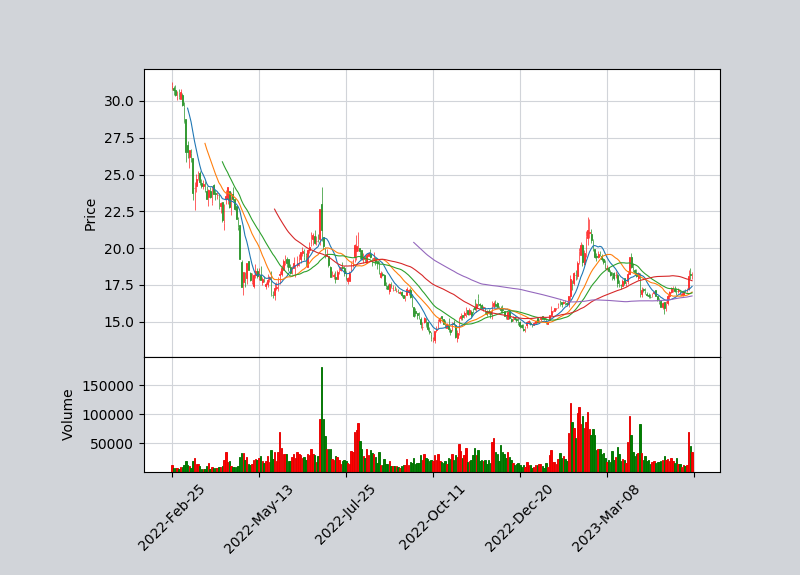 30.0
27.5
25.0
22.5
20.0
17.5
15.0
Price
150000
100000
50000
Volume
2022-Feb-25
2022-May-13
2022-Jul-25
2022-Oct-11
2022-Dec-20
2023-Mar-08